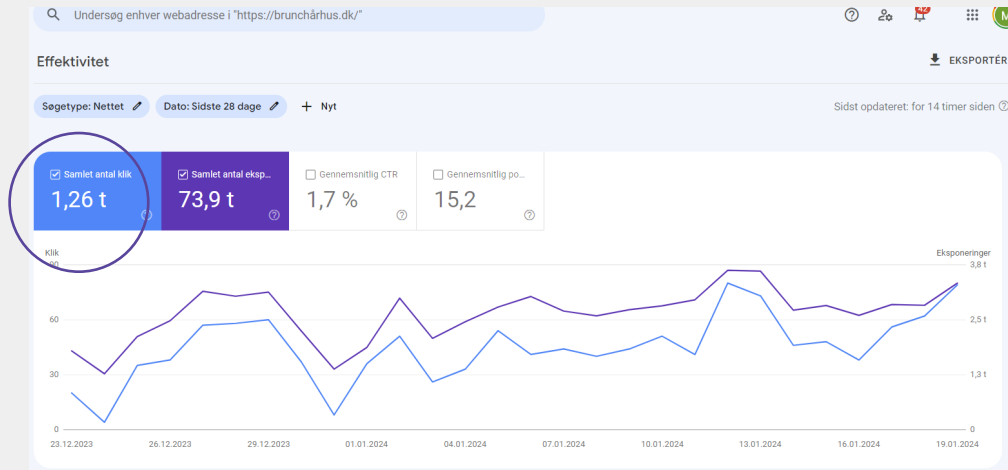 Undersøg enhver webadresse i "https://brunchårhus.dk/"
42
M
Effektivitet
EKSPORTÉR
Søgetype: Nettet
Dato: Sidste 28 dage
+ Nyt
Sidst opdateret: for 14 timer siden
Samlet antal klik
Samlet antal eksp...
Gennemsnitlig CTR
Gennemsnitlig po...
1,26 t
73,9 t
1,7 %
15,2
Klik
Eksponeringer
90
3,8 t
60
2,5 t
30
1,3 t
0
0
23.12.2023
26.12.2023
29.12.2023
01.01.2024
04.01.2024
07.01.2024
10.01.2024
13.01.2024
16.01.2024
19.01.2024